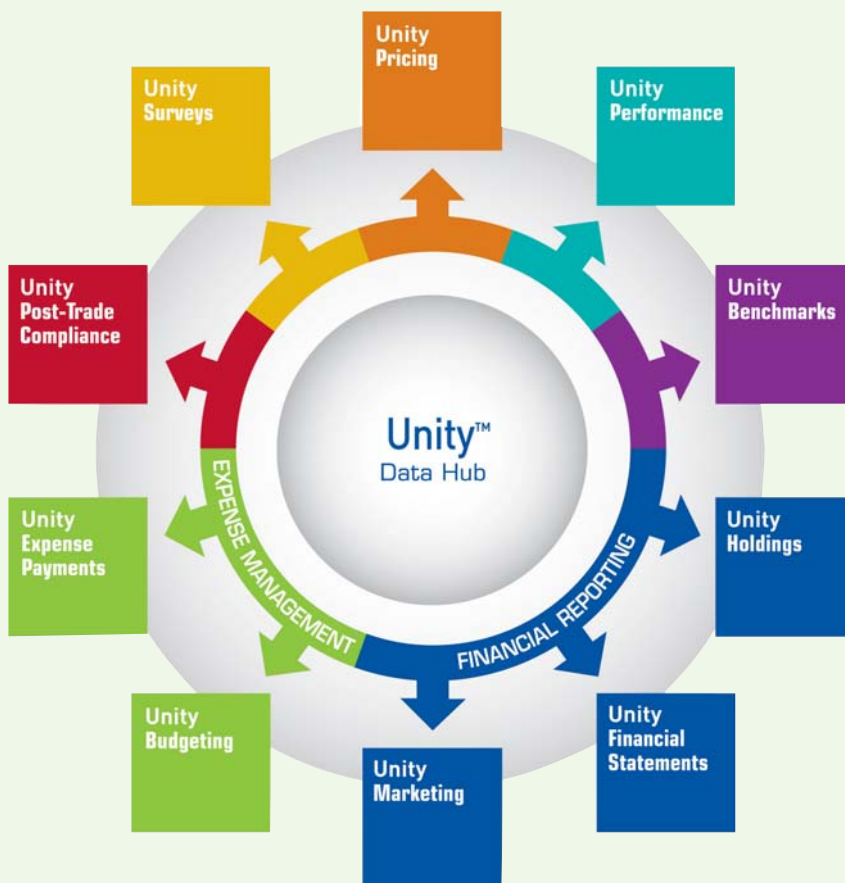 Unity
Pricing
Unity
Performance
Unity
Benchmarks
Unity
Holdings
Unity
Financial
Statements
Unity
Marketing
Unity
Budgeting
Unity
Expense
Payments
Unity
Post-Trade
Compliance
Unity
Surveys
EXPENSE MANAGEMENT
FINANCIAL REPORTING
Unity™
Data Hub